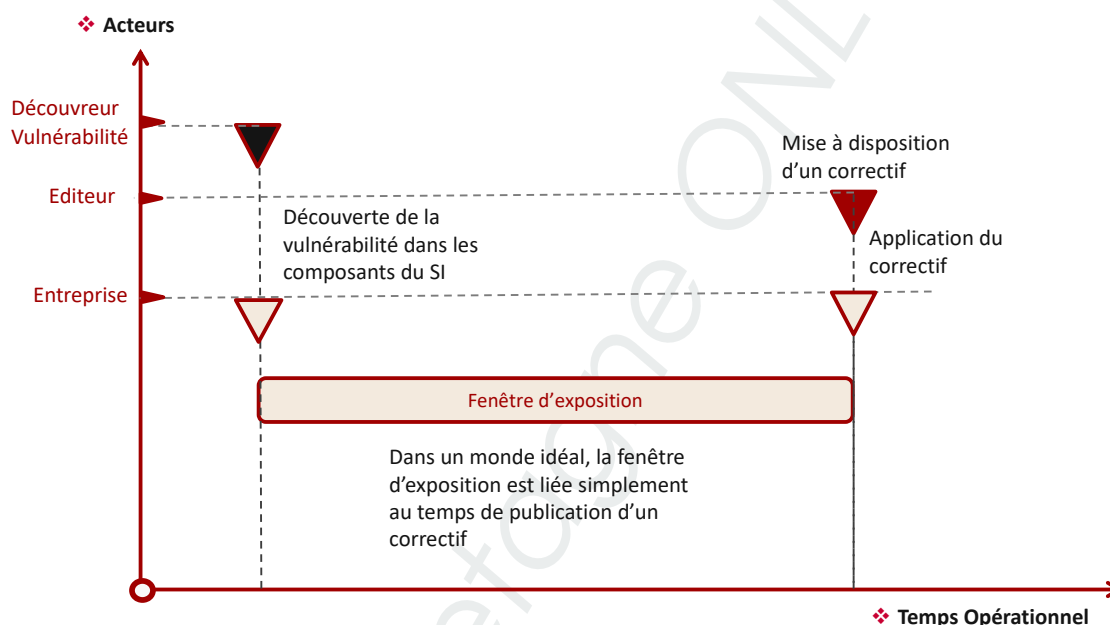 ❖ Acteurs
Découvreur
Vulnérabilité
Mise à disposition
d'un correctif
Editeur
Découverte de la
vulnérabilité dans les
composants du SI
Application du
correctif
Entreprise
Fenêtre d'exposition
Dans un monde idéal, la fenêtre
d'exposition est liée simplement
au temps de publication d'un
correctif
❖ Temps Opérationnel